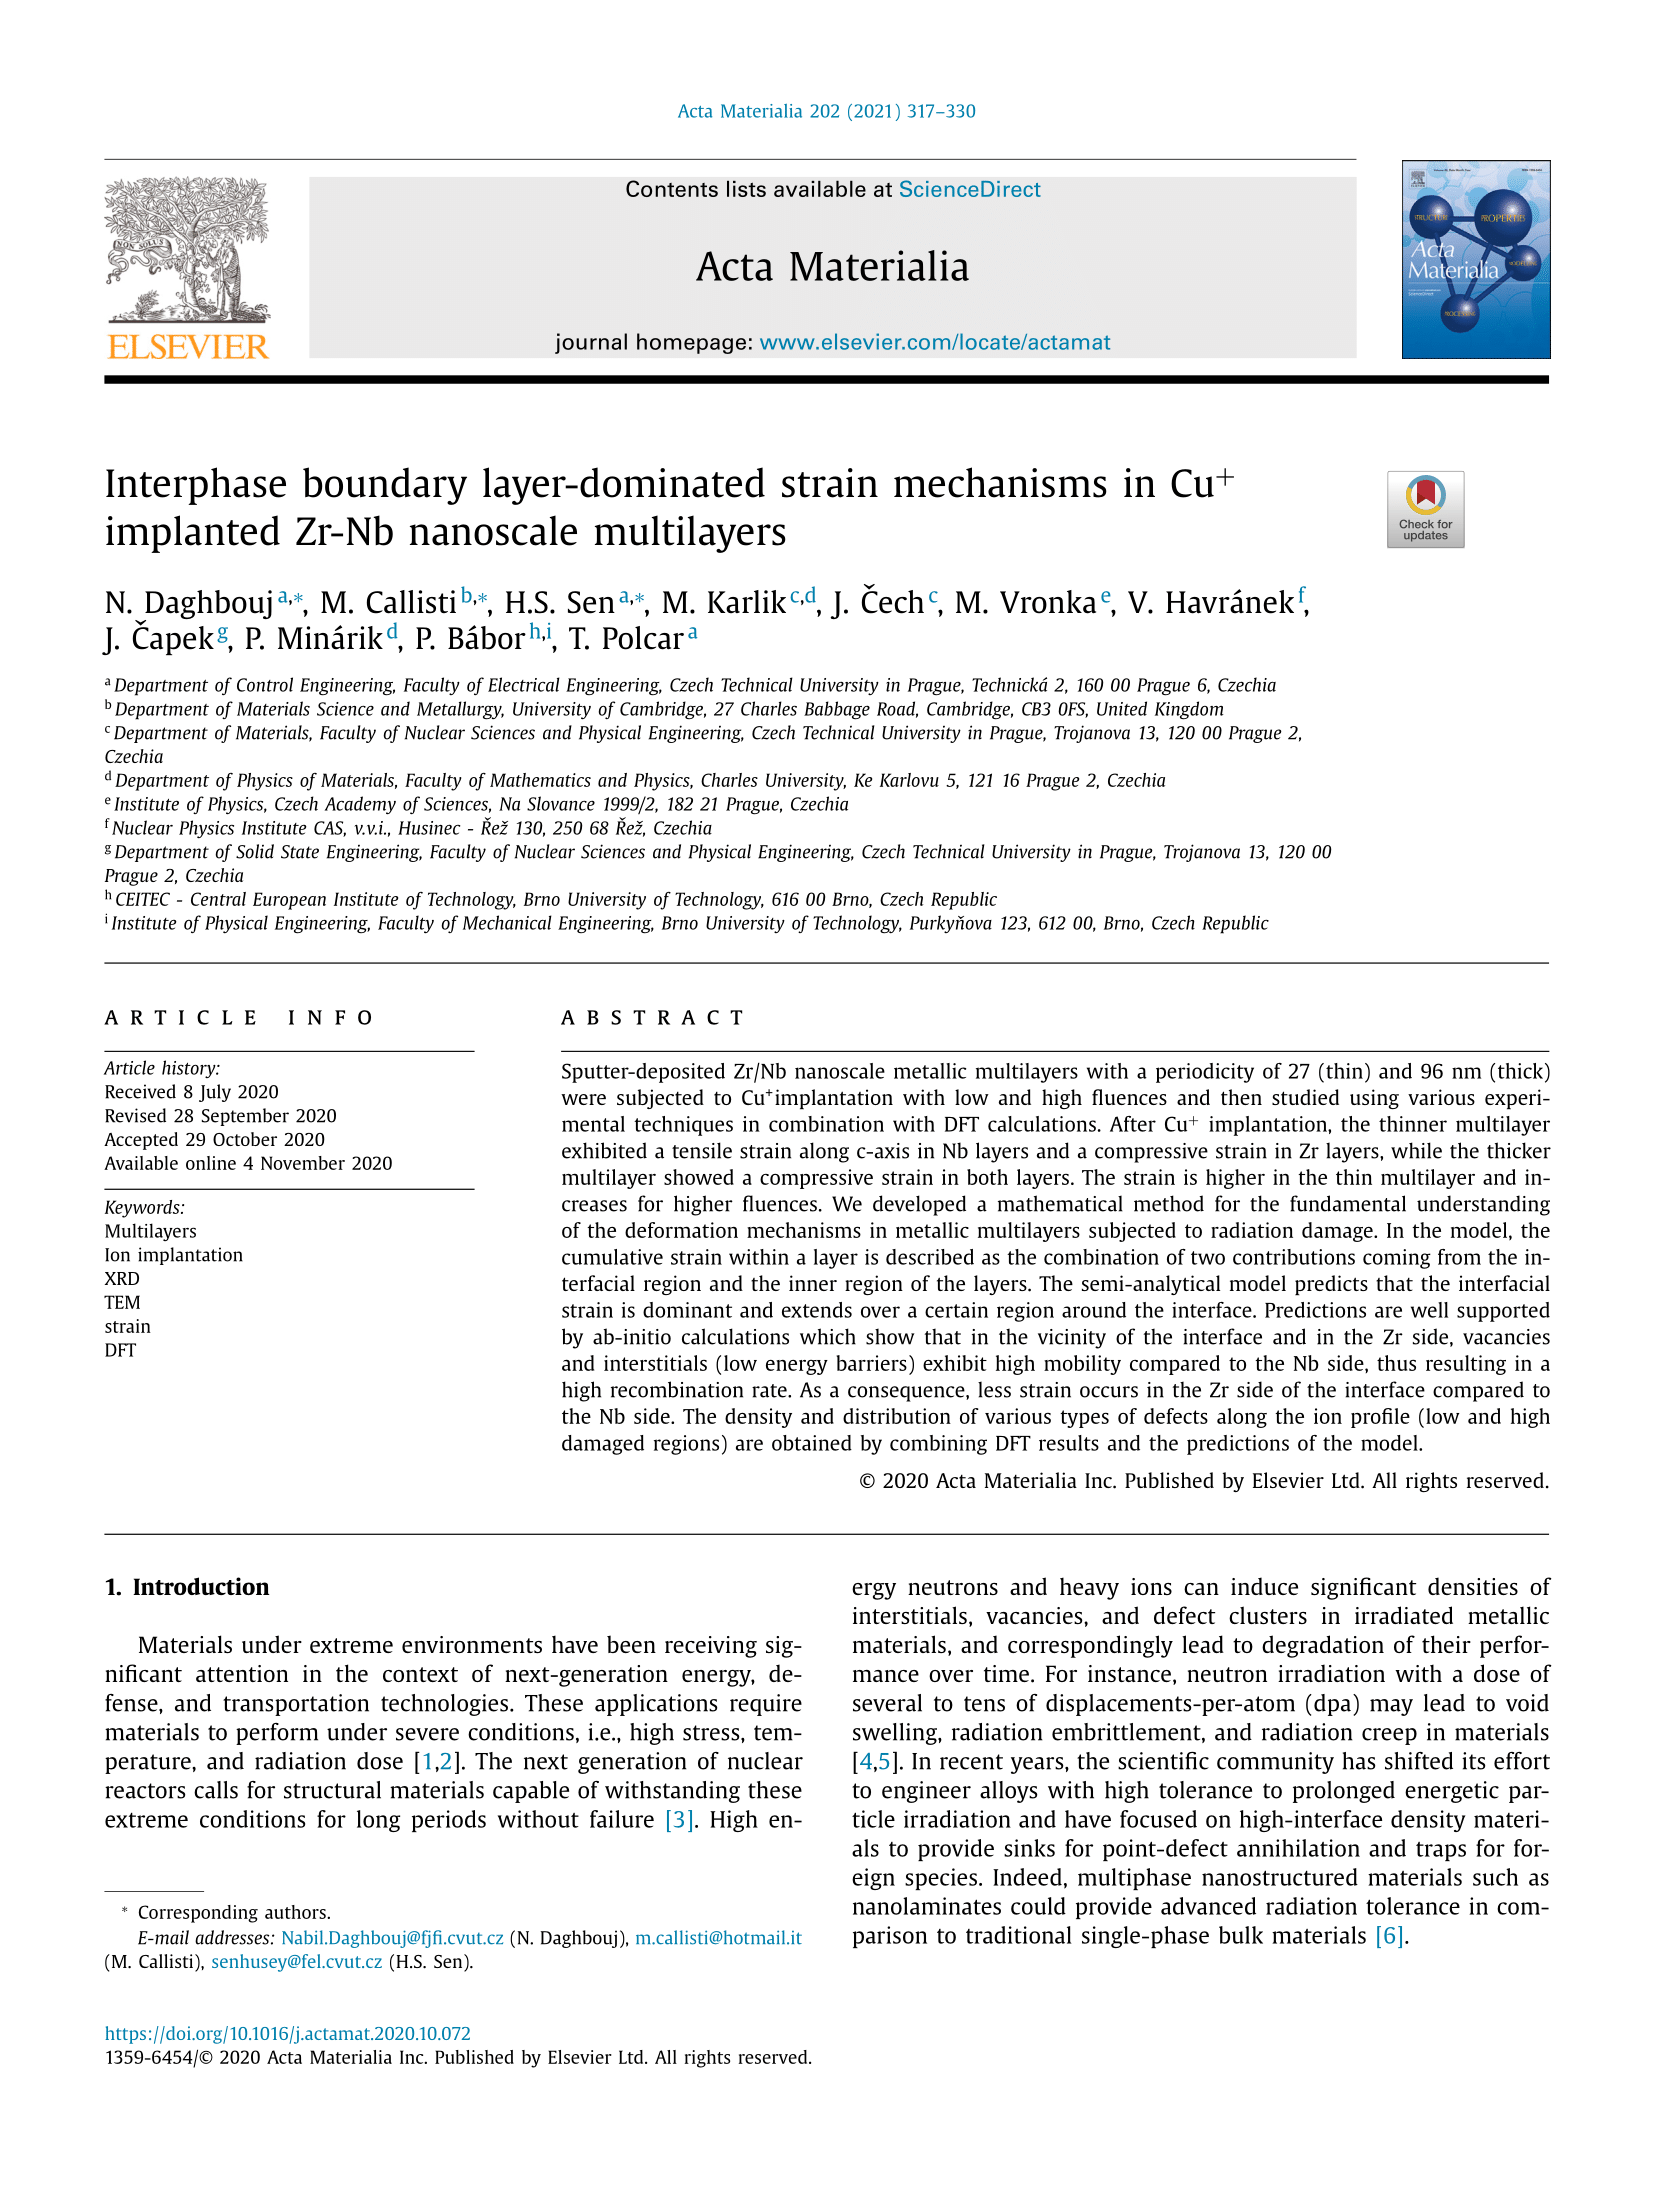 Acta Materialia 202 (2021) 317–330
Contents lists available at ScienceDirect
Acta Materialia
journal homepage: www.elsevier.com/locate/actamat
NON SOLUS
ELSEVIER
STRUCTURE
PROPERTIES
Acta
Materialia
MODELLING
PROCESSING
Interphase boundary layer-dominated strain mechanisms in Cu+
implanted Zr-Nb nanoscale multilayers
Check for
updates
N. Daghbouj a,∗, M. Callisti b,∗, H.S. Sen a,∗, M. Karlik c,d, J. Čech c, M. Vronka e, V. Havránek f,
J. Čapek g, P. Minárik d, P. Bábor h,i, T. Polcar a
a Department of Control Engineering, Faculty of Electrical Engineering, Czech Technical University in Prague, Technická 2, 160 00 Prague 6, Czechia
b Department of Materials Science and Metallurgy, University of Cambridge, 27 Charles Babbage Road, Cambridge, CB3 0FS, United Kingdom
c Department of Materials, Faculty of Nuclear Sciences and Physical Engineering, Czech Technical University in Prague, Trojanova 13, 120 00 Prague 2,
Czechia
d Department of Physics of Materials, Faculty of Mathematics and Physics, Charles University, Ke Karlovu 5, 121 16 Prague 2, Czechia
e Institute of Physics, Czech Academy of Sciences, Na Slovance 1999/2, 182 21 Prague, Czechia
f Nuclear Physics Institute CAS, v.v.i., Husinec - Řež 130, 250 68 Řež, Czechia
g Department of Solid State Engineering, Faculty of Nuclear Sciences and Physical Engineering, Czech Technical University in Prague, Trojanova 13, 120 00
Prague 2, Czechia
h CEITEC - Central European Institute of Technology, Brno University of Technology, 616 00 Brno, Czech Republic
i Institute of Physical Engineering, Faculty of Mechanical Engineering, Brno University of Technology, Purkyňova 123, 612 00, Brno, Czech Republic
ARTICLE INFO
Article history:
Received 8 July 2020
Revised 28 September 2020
Accepted 29 October 2020
Available online 4 November 2020
Keywords:
Multilayers
Ion implantation
XRD
TEM
strain
DFT
ABSTRACT
Sputter-deposited Zr/Nb nanoscale metallic multilayers with a periodicity of 27 (thin) and 96 nm (thick)
were subjected to Cu+implantation with low and high fluences and then studied using various experi-
mental techniques in combination with DFT calculations. After Cu+ implantation, the thinner multilayer
exhibited a tensile strain along c-axis in Nb layers and a compressive strain in Zr layers, while the thicker
multilayer showed a compressive strain in both layers. The strain is higher in the thin multilayer and in-
creases for higher fluences. We developed a mathematical method for the fundamental understanding
of the deformation mechanisms in metallic multilayers subjected to radiation damage. In the model, the
cumulative strain within a layer is described as the combination of two contributions coming from the in-
terfacial region and the inner region of the layers. The semi-analytical model predicts that the interfacial
strain is dominant and extends over a certain region around the interface. Predictions are well supported
by ab-initio calculations which show that in the vicinity of the interface and in the Zr side, vacancies
and interstitials (low energy barriers) exhibit high mobility compared to the Nb side, thus resulting in a
high recombination rate. As a consequence, less strain occurs in the Zr side of the interface compared to
the Nb side. The density and distribution of various types of defects along the ion profile (low and high
damaged regions) are obtained by combining DFT results and the predictions of the model.
© 2020 Acta Materialia Inc. Published by Elsevier Ltd. All rights reserved.
1. Introduction
Materials under extreme environments have been receiving sig-
nificant attention in the context of next-generation energy, de-
fense, and transportation technologies. These applications require
materials to perform under severe conditions, i.e., high stress, tem-
perature, and radiation dose [1,2]. The next generation of nuclear
reactors calls for structural materials capable of withstanding these
extreme conditions for long periods without failure [3]. High en-
ergy neutrons and heavy ions can induce significant densities of
interstitials, vacancies, and defect clusters in irradiated metallic
materials, and correspondingly lead to degradation of their perfor-
mance over time. For instance, neutron irradiation with a dose of
several to tens of displacements-per-atom (dpa) may lead to void
swelling, radiation embrittlement, and radiation creep in materials
[4,5]. In recent years, the scientific community has shifted its effort
to engineer alloys with high tolerance to prolonged energetic par-
ticle irradiation and have focused on high-interface density materi-
als to provide sinks for point-defect annihilation and traps for for-
eign species. Indeed, multiphase nanostructured materials such as
nanolaminates could provide advanced radiation tolerance in com-
parison to traditional single-phase bulk materials [6].
∗ Corresponding authors.
E-mail addresses: Nabil.Daghbouj@fjfi.cvut.cz (N. Daghbouj), m.callisti@hotmail.it
(M. Callisti), senhusey@fel.cvut.cz (H.S. Sen).
https://doi.org/10.1016/j.actamat.2020.10.072
1359-6454/© 2020 Acta Materialia Inc. Published by Elsevier Ltd. All rights reserved.